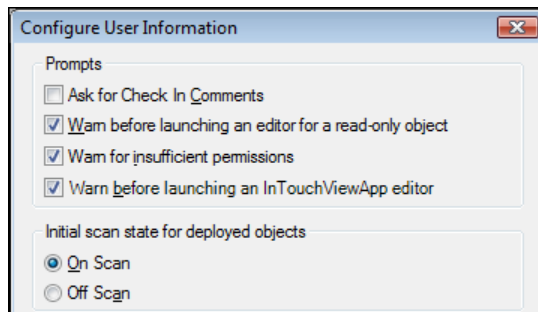 Configure User Information
Prompts
Ask for Check In Comments
Warn before launching an editor for a read-only object
Warn for insufficient permissions
Warn before launching an InTouchViewApp editor
Initial scan state for deployed objects
On Scan
Off Scan